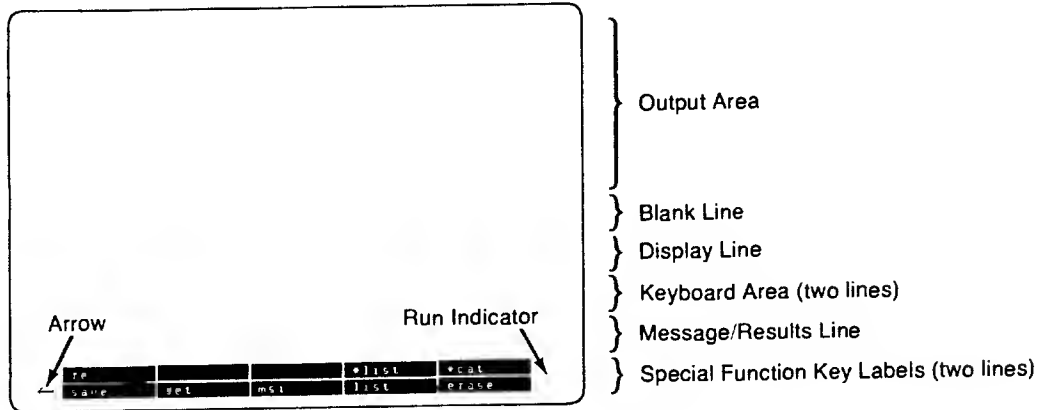 Output Area
Blank Line
Display Line
Keyboard Area (two lines)
Arrow
Run Indicator
Message/Results Line
re *list *cat
save get msi list erase
Special Function Key Labels (two lines)